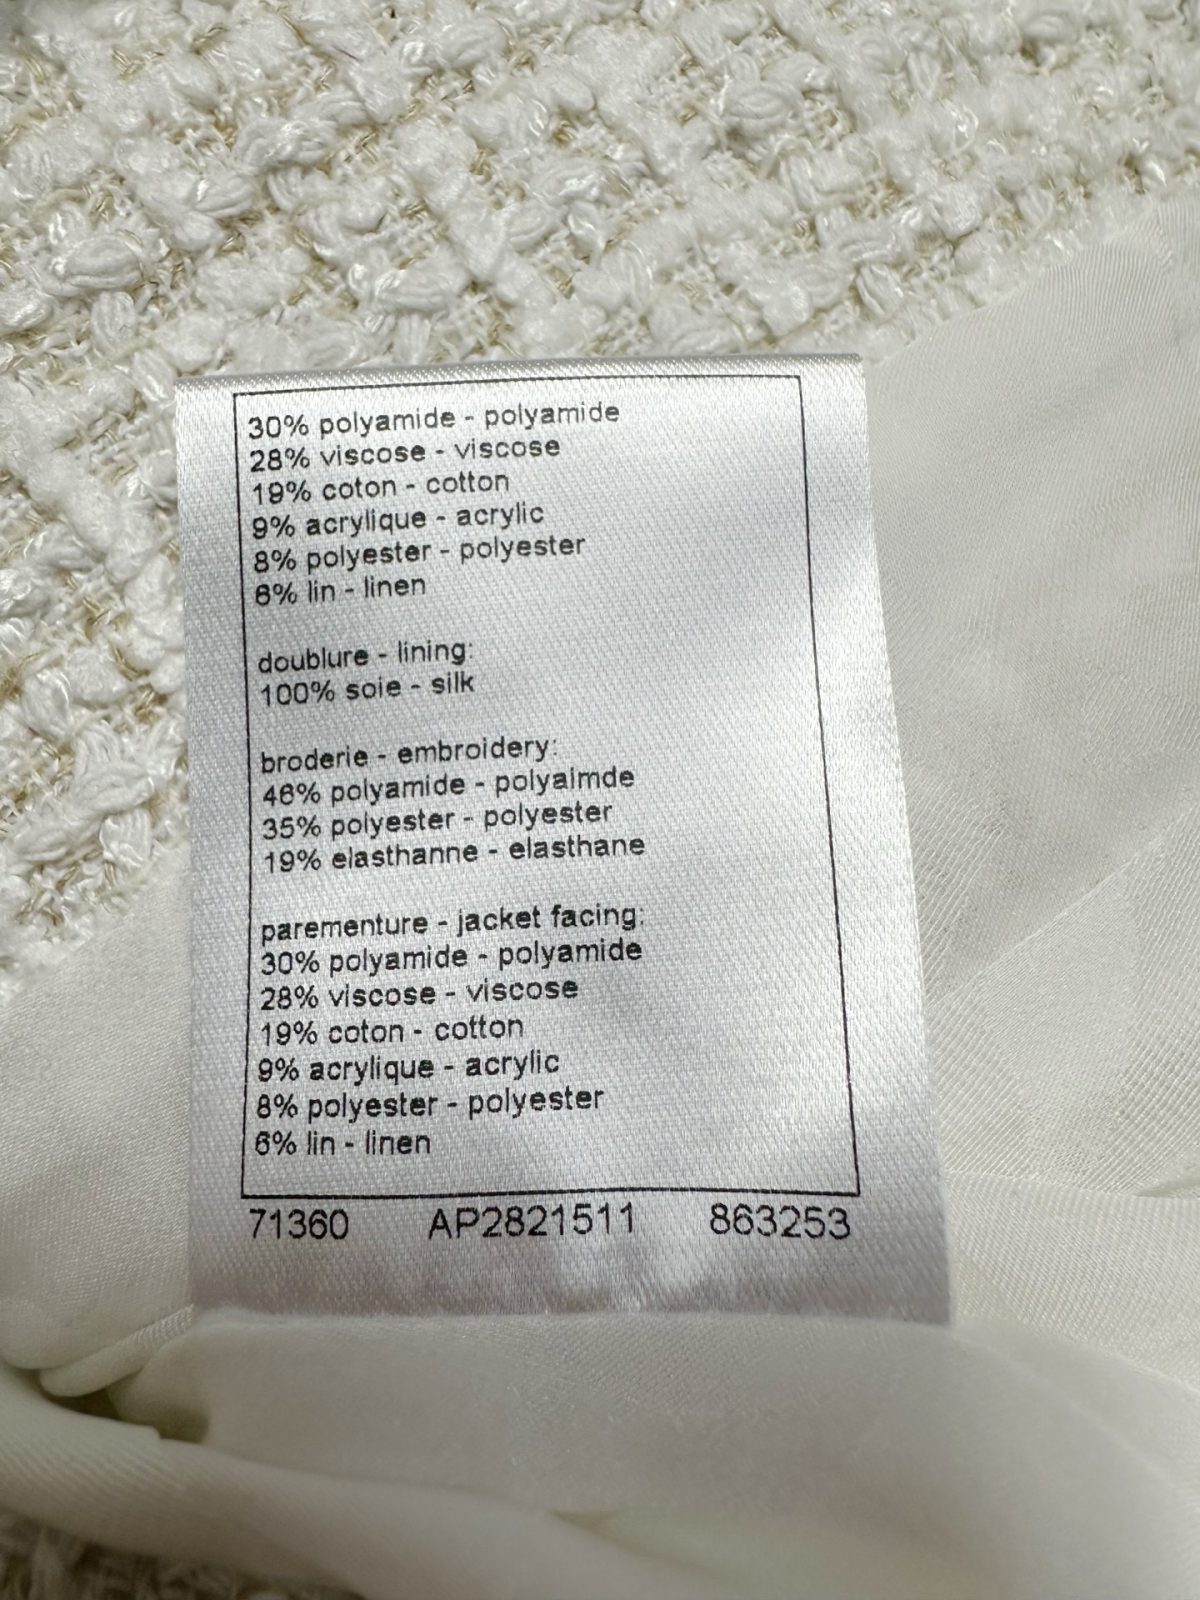 30% polyamide - polyamide
28% viscose - viscose
19% coton - cotton
9% acrylique - acrylic
8% polyester - polyester
6% lin - linen
doublure - lining:
100% soie - silk
broderie - embroidery:
46% polyamide - polyaimde
35% polyester - polyester
19% elasthanne - elasthane
parementure - jacket facing:
30% polyamide - polyamide
28% viscose - viscose
19% coton - cotton
9% acrylique - acrylic
8% polyester - polyester
6% lin - linen
71360 AP2821511 863253